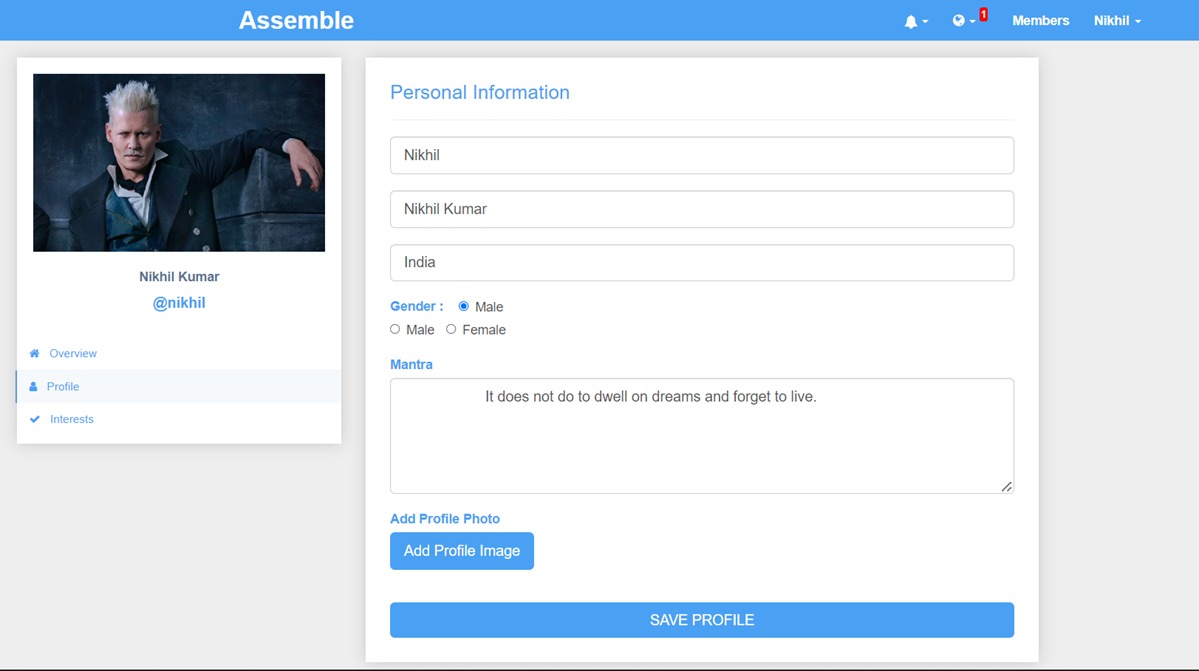 Assemble
1
Members
Nikhil
Nikhil Kumar
@nikhil
Overview
Profile
Interests
Personal Information
Nikhil
Nikhil Kumar
India
Gender : Male
Male Female
Mantra
It does not do to dwell on dreams and forget to live.
Add Profile Photo
Add Profile Image
SAVE PROFILE